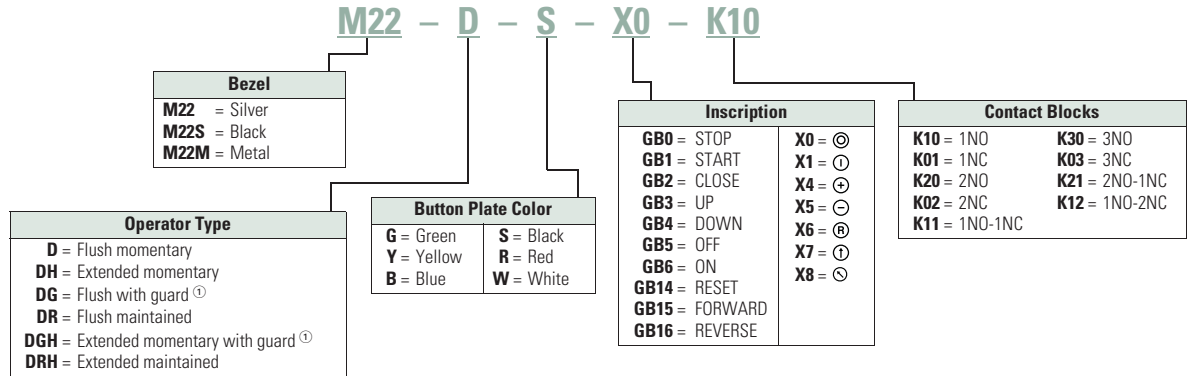 M22 – D – S – X0 – K10
Bezel
M22 = Silver
M22S = Black
M22M = Metal
Operator Type
D = Flush momentary
DH = Extended momentary
DG = Flush with guard ①
DR = Flush maintained
DGH = Extended momentary with guard ①
DRH = Extended maintained
Button Plate Color
G = Green
Y = Yellow
B = Blue
S = Black
R = Red
W = White
Inscription
GB0 = STOP
GB1 = START
GB2 = CLOSE
GB3 = UP
GB4 = DOWN
GB5 = OFF
GB6 = ON
GB14 = RESET
GB15 = FORWARD
GB16 = REVERSE
X0 = ◎
X1 = Ⓘ
X4 = ⊕
X5 = ⊖
X6 = Ⓡ
X7 = ⦶
X8 = ⦸
Contact Blocks
K10 = 1NO
K01 = 1NC
K20 = 2NO
K02 = 2NC
K11 = 1NO-1NC
K30 = 3NO
K03 = 3NC
K21 = 2NO-1NC
K12 = 1NO-2NC